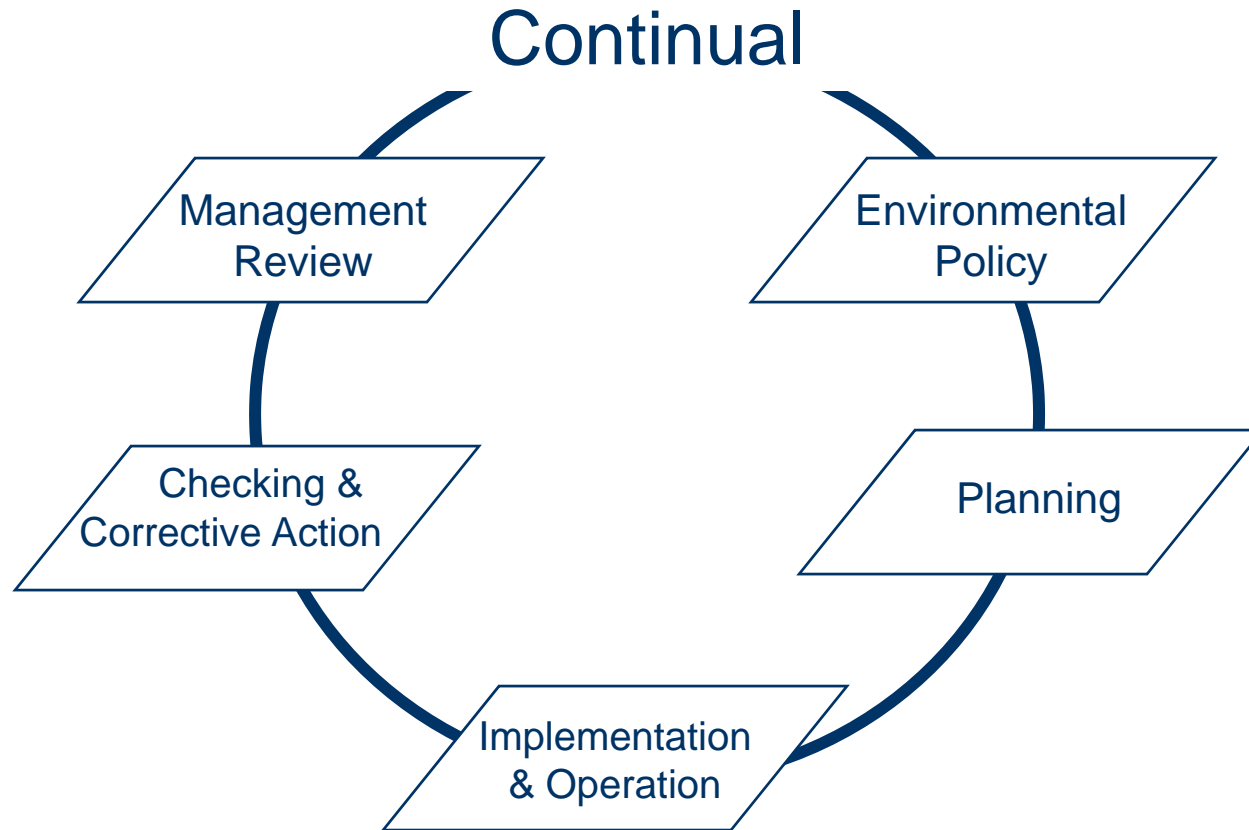 Continual
Management
Review
Environmental
Policy
Checking &
Corrective Action
Planning
Implementation
& Operation